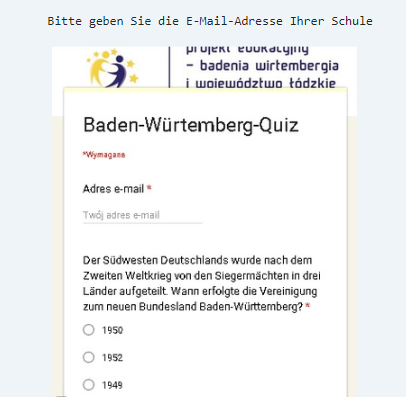 Bitte geben Sie die E-Mail-Adresse Ihrer Schule
projekt edukacyjny
– badenia wirtembergia
i województwo łódzkie
Baden-Würtemberg-Quiz
*Wymagane
Adres e-mail *
Twój adres e-mail
Der Südwesten Deutschlands wurde nach dem
Zweiten Weltkrieg von den Siegermächten in drei
Länder aufgeteilt. Wann erfolgte die Vereinigung
zum neuen Bundesland Baden-Württemberg? *
1950
1952
1949